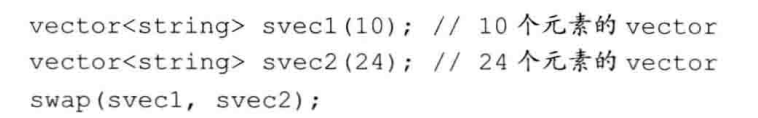 vector<string> svec1(10); // 10 个元素的 vector
vector<string> svec2(24); // 24 个元素的 vector
swap(svec1, svec2);